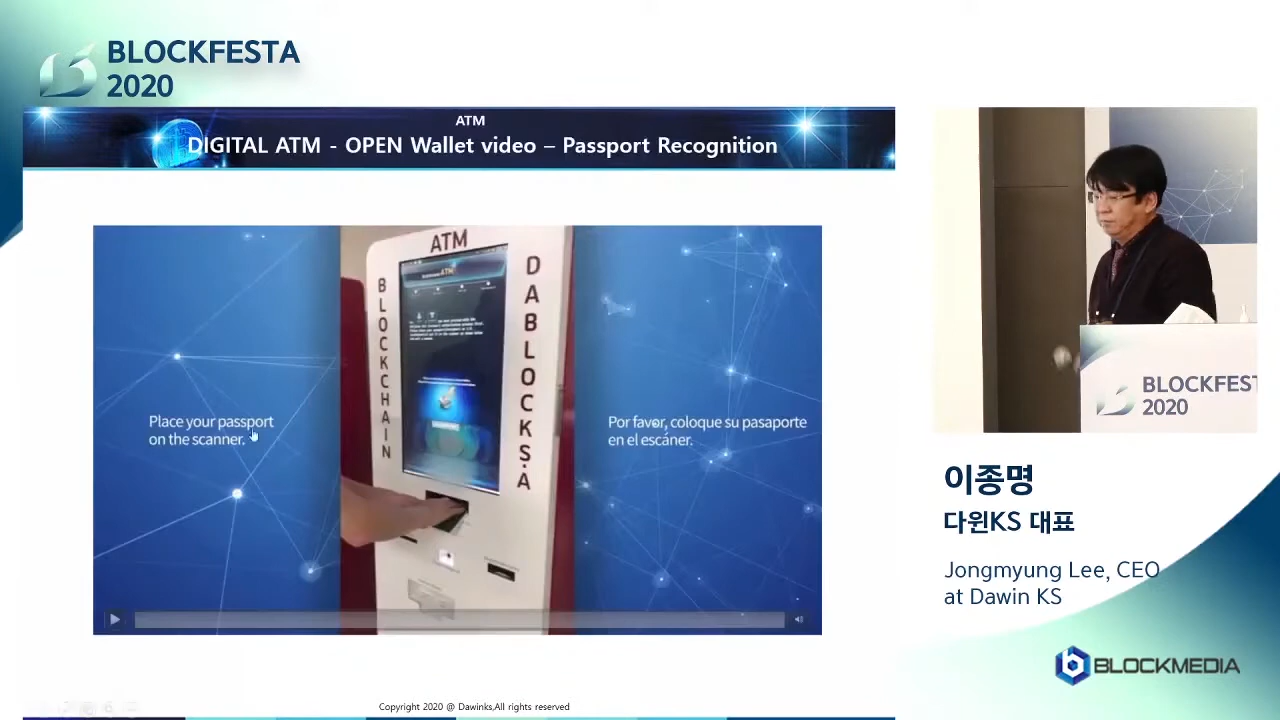 BLOCKFESTA
2020
ATM
DIGITAL ATM - OPEN Wallet video – Passport Recognition
ATM
BLOCKCHAIN
DABLOCKS.A
Place your passport
on the scanner.
Por favor, coloque su pasaporte
en el escáner.
BLOCKFEST
2020
이종명
다윈KS 대표
Jongmyung Lee, CEO
at Dawin KS
BLOCKMEDIA
Copyright 2020 @ Dawinks,All rights reserved